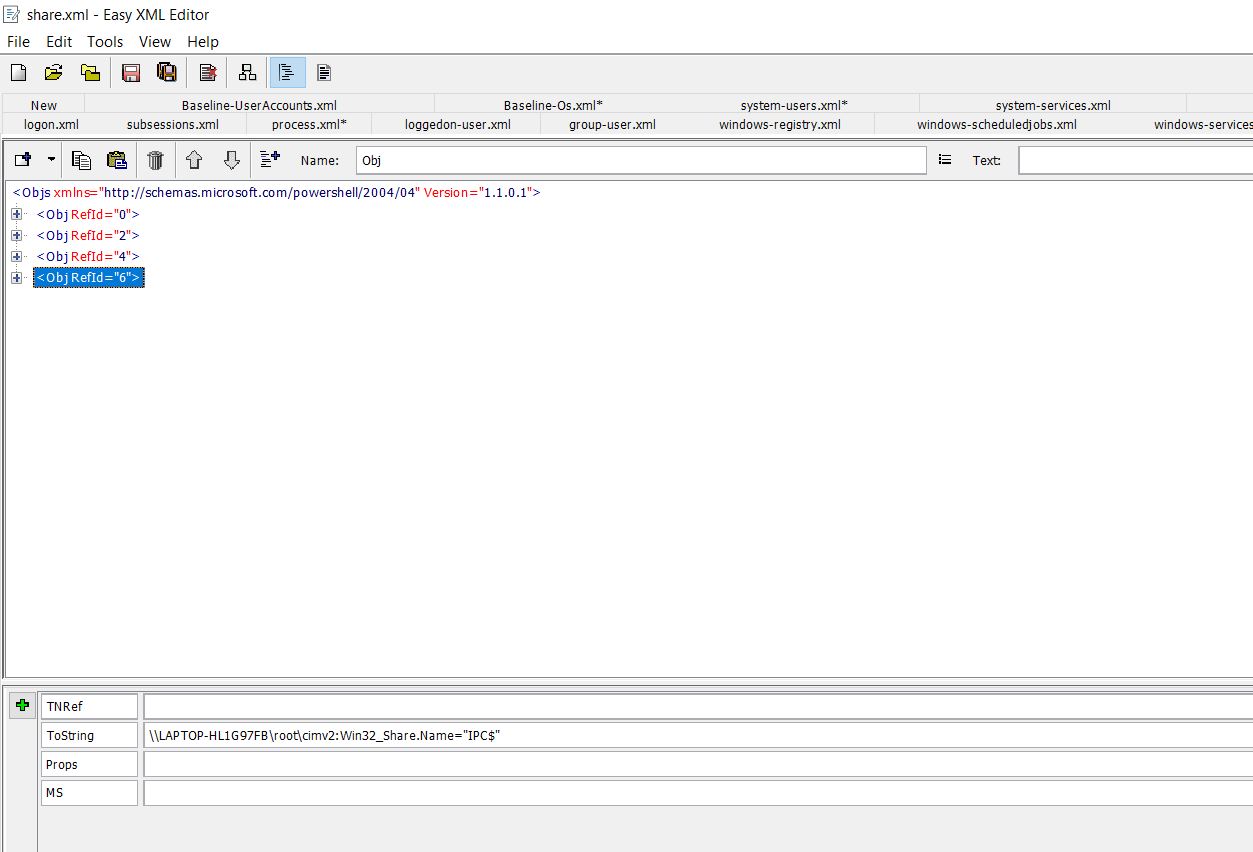 share.xml - Easy XML Editor
File Edit Tools View Help
New Baseline-UserAccounts.xml Baseline-Os.xml* system-users.xml* system-services.xml
logon.xml subsessions.xml process.xml* loggedon-user.xml group-user.xml windows-registry.xml windows-scheduledjobs.xml windows-services
Name: Obj Text:
<Objs xmlns="http://schemas.microsoft.com/powershell/2004/04" Version="1.1.0.1">
<Obj RefId="0">
<Obj RefId="2">
<Obj RefId="4">
<Obj RefId="6">
TNRef
ToString \\LAPTOP-HL1G97FB\root\cimv2:Win32_Share.Name="IPC$"
Props
MS